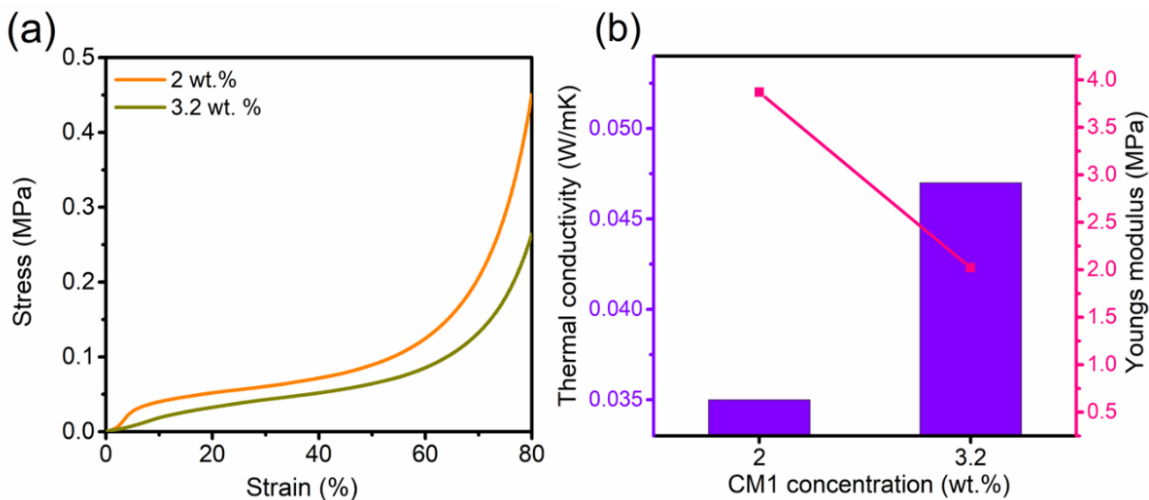 (a)
0.5
0.4
0.3
0.2
0.1
0.0
Stress (MPa)
2 wt.%
3.2 wt. %
0
20
40
60
80
Strain (%)
(b)
Thermal conductivity (W/mK)
0.050
0.045
0.040
0.035
4.0
3.5
3.0
2.5
2.0
1.5
1.0
0.5
Youngs modulus (MPa)
2
3.2
CM1 concentration (wt.%)